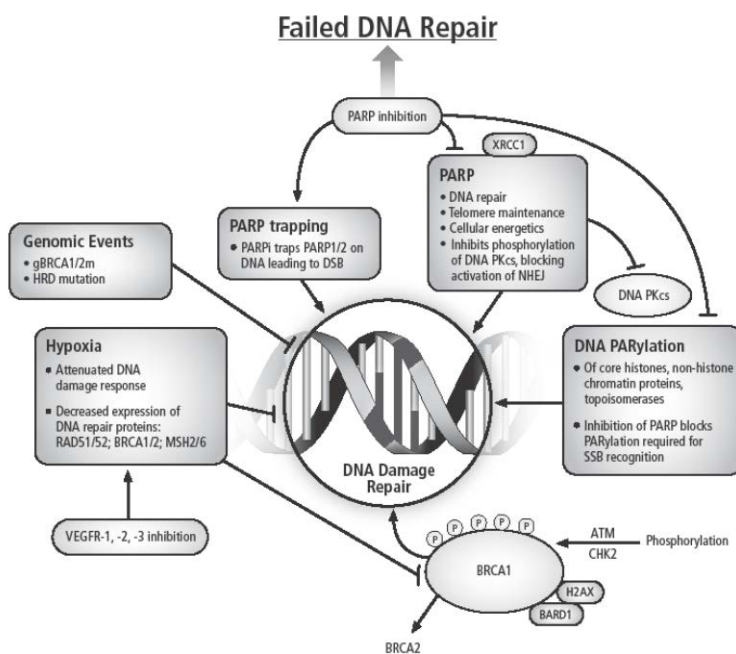 Failed DNA Repair
PARP inhibition
XRCC1
PARP
• DNA repair
• Telomere maintenance
• Cellular energetics
• Inhibits phosphorylation
of DNA PKcs, blocking
activation of NHEJ
PARP trapping
• PARPi traps PARP1/2 on
DNA leading to DSB
Genomic Events
• gBRCA1/2m
• HRD mutation
DNA PKcs
Hypoxia
▪ Attenuated DNA
damage response
▪ Decreased expression of
DNA repair proteins:
RAD51/52; BRCA1/2; MSH2/6
DNA PARylation
• Of core histones, non-histone
chromatin proteins,
topoisomerases
• Inhibition of PARP blocks
PARylation required for
SSB recognition
DNA Damage
Repair
VEGFR-1, -2, -3 inhibition
P P P P P
BRCA1
ATM
CHK2
Phosphorylation
H2AX
BARD1
BRCA2